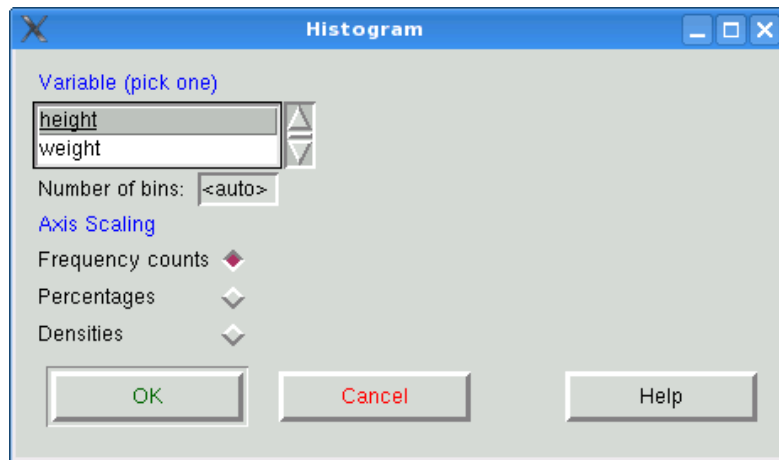 Histogram
Variable (pick one)
height
weight
Number of bins: <auto>
Axis Scaling
Frequency counts
Percentages
Densities
OK Cancel Help